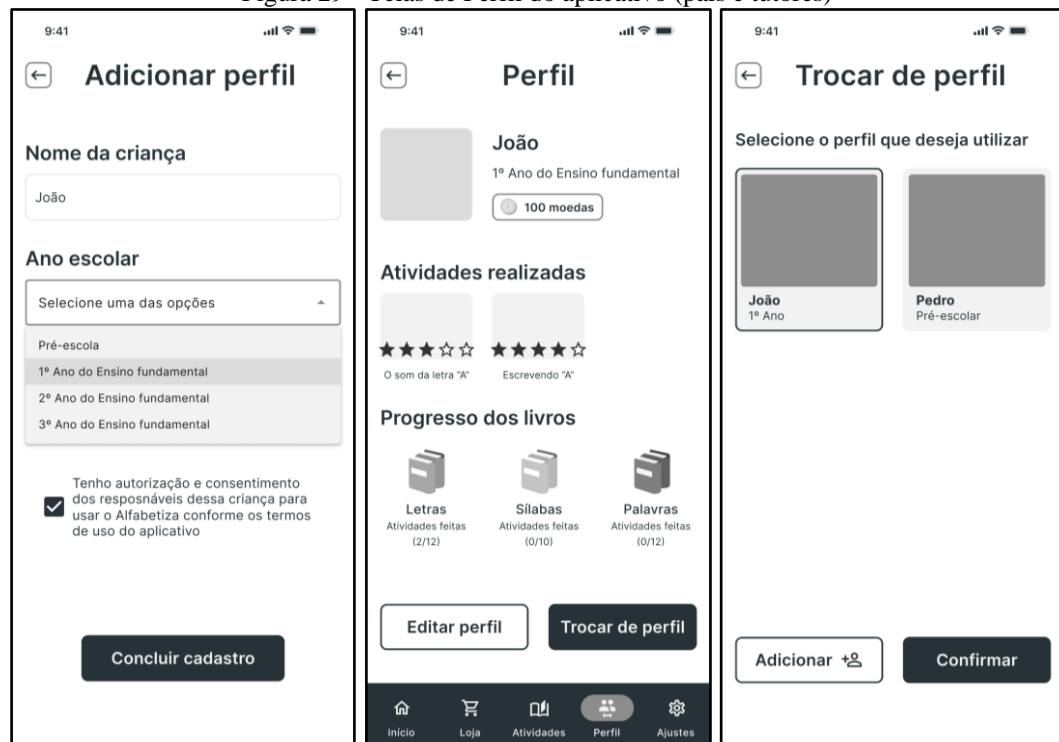 Figura 29 – Telas de Perfil do aplicativo (pais e tutores)
9:41
Adicionar perfil
Nome da criança
João
Ano escolar
Selecione uma das opções
Pré-escola
1º Ano do Ensino fundamental
2º Ano do Ensino fundamental
3º Ano do Ensino fundamental
Tenho autorização e consentimento
dos resposnáveis dessa criança para
usar o Alfabetiza conforme os termos
de uso do aplicativo
Concluir cadastro
9:41
Perfil
João
1º Ano do Ensino fundamental
100 moedas
Atividades realizadas
O som da letra "A"
Escrevendo "A"
Progresso dos livros
Letras
Atividades feitas
(2/12)
Sílabas
Atividades feitas
(0/10)
Palavras
Atividades feitas
(0/12)
Editar perfil
Trocar de perfil
Início
Loja
Atividades
Perfil
Ajustes
9:41
Trocar de perfil
Selecione o perfil que deseja utilizar
João
1º Ano
Pedro
Pré-escolar
Adicionar
Confirmar